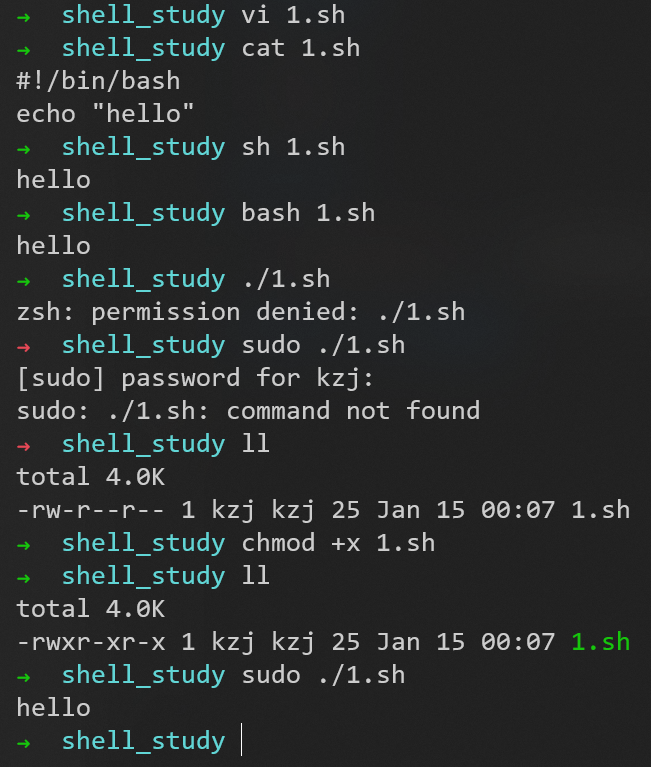 → shell_study vi 1.sh
→ shell_study cat 1.sh
#!/bin/bash
echo "hello"
→ shell_study sh 1.sh
hello
→ shell_study bash 1.sh
hello
→ shell_study ./1.sh
zsh: permission denied: ./1.sh
→ shell_study sudo ./1.sh
[sudo] password for kzj:
sudo: ./1.sh: command not found
→ shell_study ll
total 4.0K
-rw-r--r-- 1 kzj kzj 25 Jan 15 00:07 1.sh
→ shell_study chmod +x 1.sh
→ shell_study ll
total 4.0K
-rwxr-xr-x 1 kzj kzj 25 Jan 15 00:07 1.sh
→ shell_study sudo ./1.sh
hello
→ shell_study